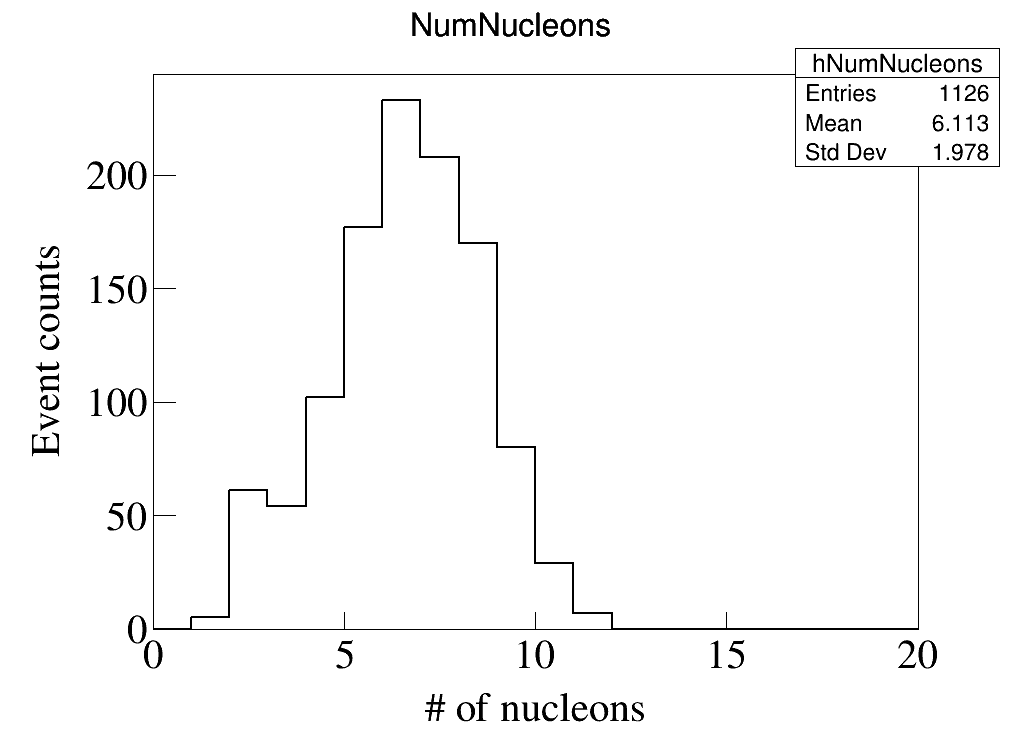 NumNucleons
hNumNucleons
Entries 1126
Mean 6.113
Std Dev 1.978
Event counts
200
150
100
50
0
0 5 10 15 20
# of nucleons